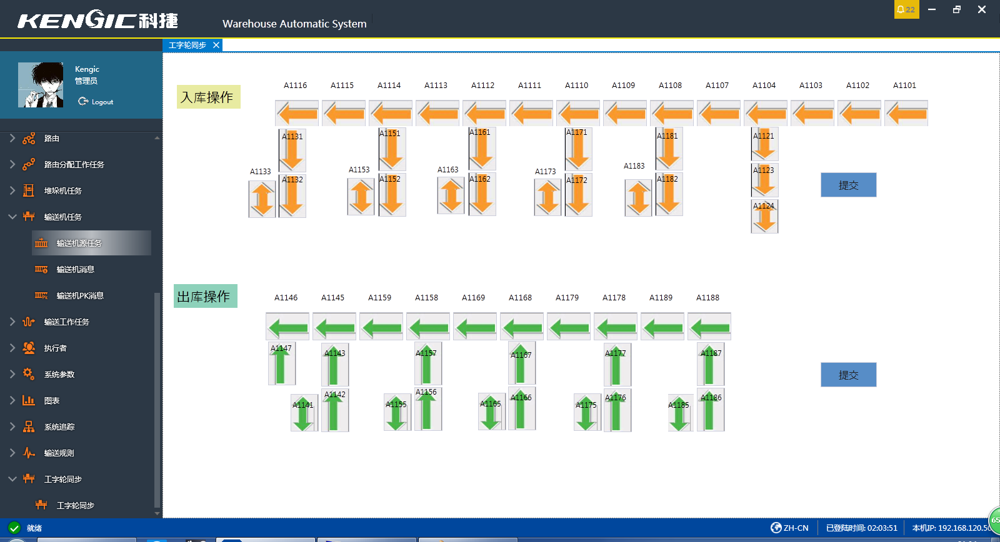 KENGIC科捷
Warehouse Automatic System
22
工字轮同步
Kengic
管理员
Logout
路由
路由分配工作任务
堆垛机任务
输送机任务
输送机源任务
输送机消息
输送机PK消息
输送工作任务
执行者
系统参数
图表
系统追踪
输送规则
工字轮同步
工字轮同步
入库操作
A1116 A1115 A1114 A1113 A1112 A1111 A1110 A1109 A1108 A1107 A1104 A1103 A1102 A1101
A1131 A1151 A1161 A1171 A1181 A1121
A1133 A1153 A1163 A1173 A1183 A1123
A1132 A1152 A1162 A1172 A1182
A1124
提交
出库操作
A1146 A1145 A1159 A1158 A1169 A1168 A1179 A1178 A1189 A1188
A1147 A1143 A1157 A1167 A1177 A1187
A1142 A1156 A1166 A1176 A1186
A1141 A1155 A1165 A1175 A1185
提交
就绪
ZH-CN
已登陆时间: 02:03:51
本机IP: 192.168.120.50
65